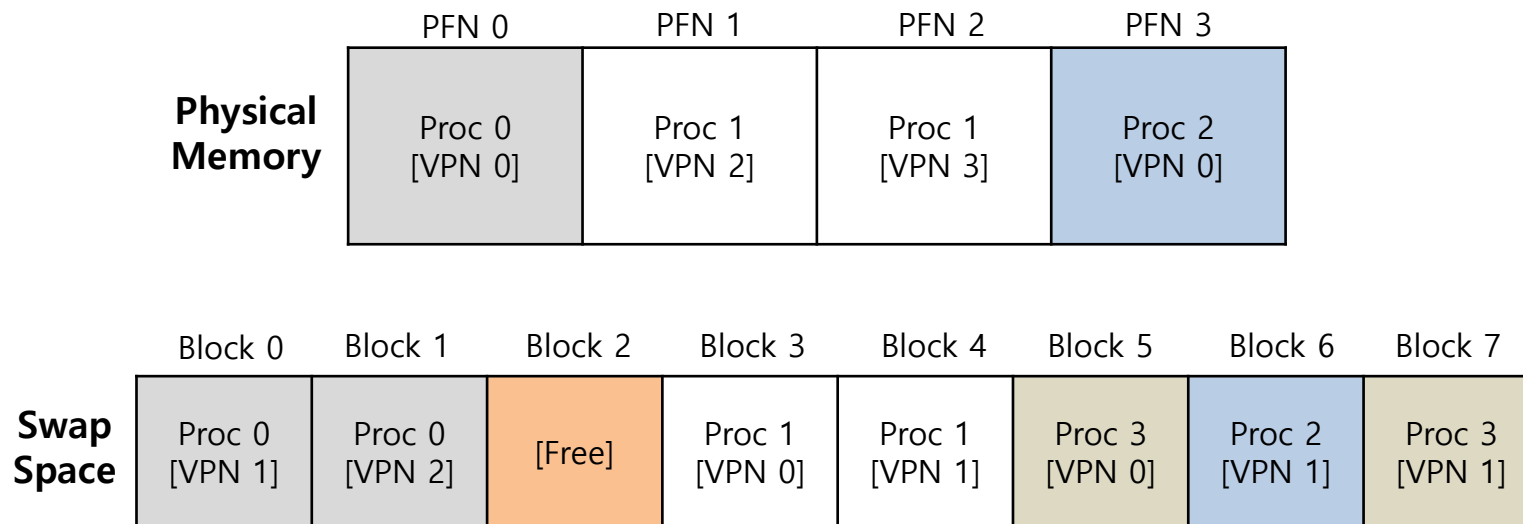 PFN 0 PFN 1 PFN 2 PFN 3
Physical
Memory
Proc 0
[VPN 0]
Proc 1
[VPN 2]
Proc 1
[VPN 3]
Proc 2
[VPN 0]
Block 0 Block 1 Block 2 Block 3 Block 4 Block 5 Block 6 Block 7
Swap
Space
Proc 0
[VPN 1]
Proc 0
[VPN 2]
[Free]
Proc 1
[VPN 0]
Proc 1
[VPN 1]
Proc 3
[VPN 0]
Proc 2
[VPN 1]
Proc 3
[VPN 1]